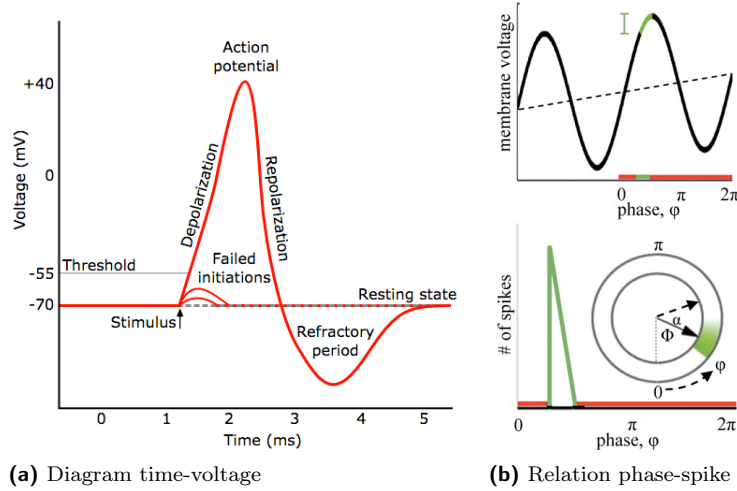 Action
potential
+40
0
-55
-70
Voltage (mV)
Depolarization
Repolarization
Threshold
Failed
initiations
Stimulus
Resting state
Refractory
period
0
1
2
3
4
5
Time (ms)
(a) Diagram time-voltage
membrane voltage
0
π
2π
phase, φ
# of spikes
π
α
Φ
φ
0
0
π
2π
phase, φ
(b) Relation phase-spike